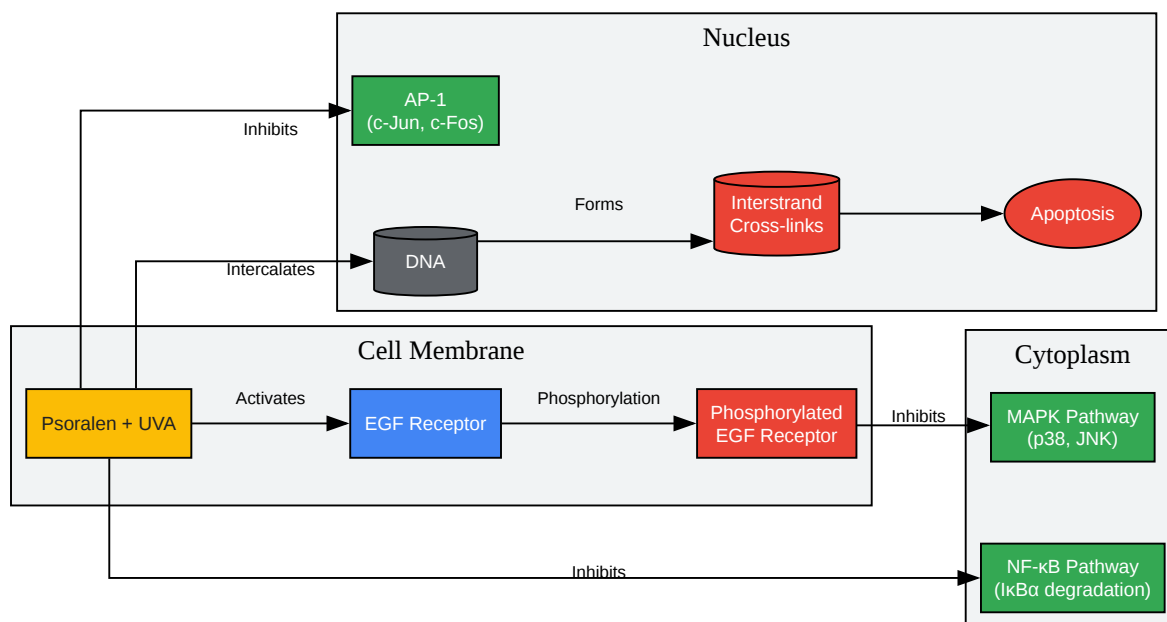 Nucleus
AP-1
(c-Jun, c-Fos)
Inhibits
Forms
Interstrand
Cross-links
Apoptosis
DNA
Intercalates
Cell Membrane
Cytoplasm
Psoralen + UVA
Activates
EGF Receptor
Phosphorylation
Phosphorylated
EGF Receptor
Inhibits
MAPK Pathway
(p38, JNK)
Inhibits
NF-κB Pathway
(IκBα degradation)